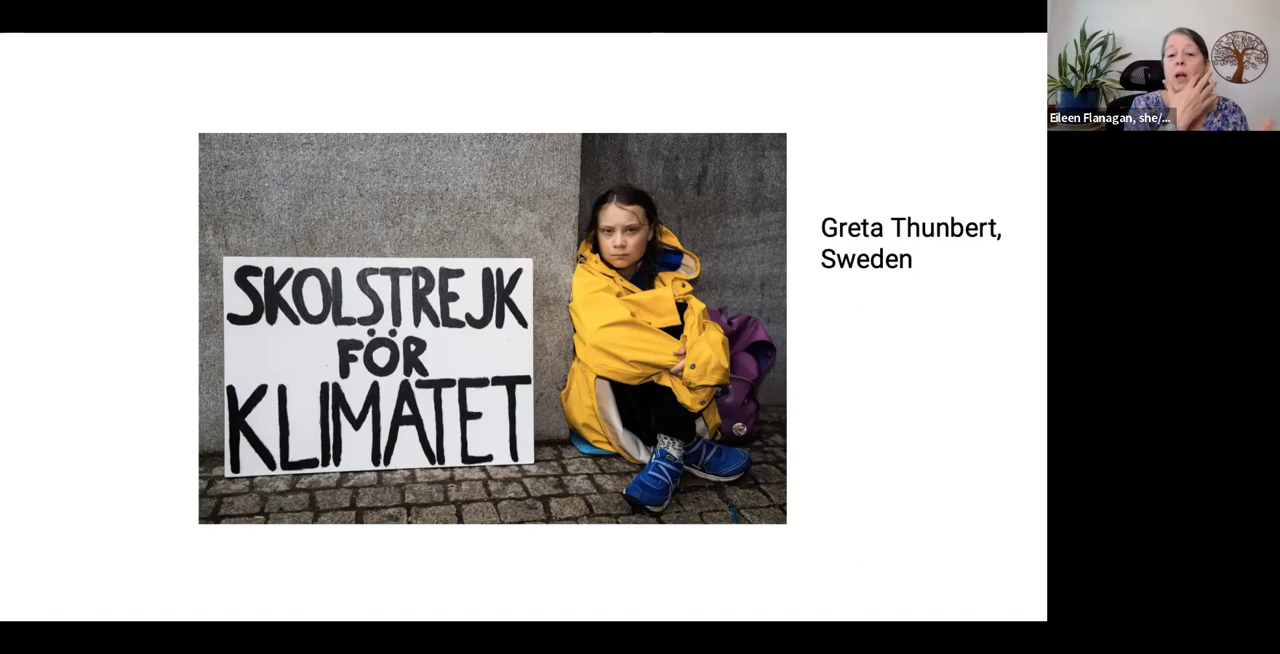 SKOLSTREJK
FÖR
KLIMATET
Greta Thunbert,
Sweden
Eileen Flanagan, she/...